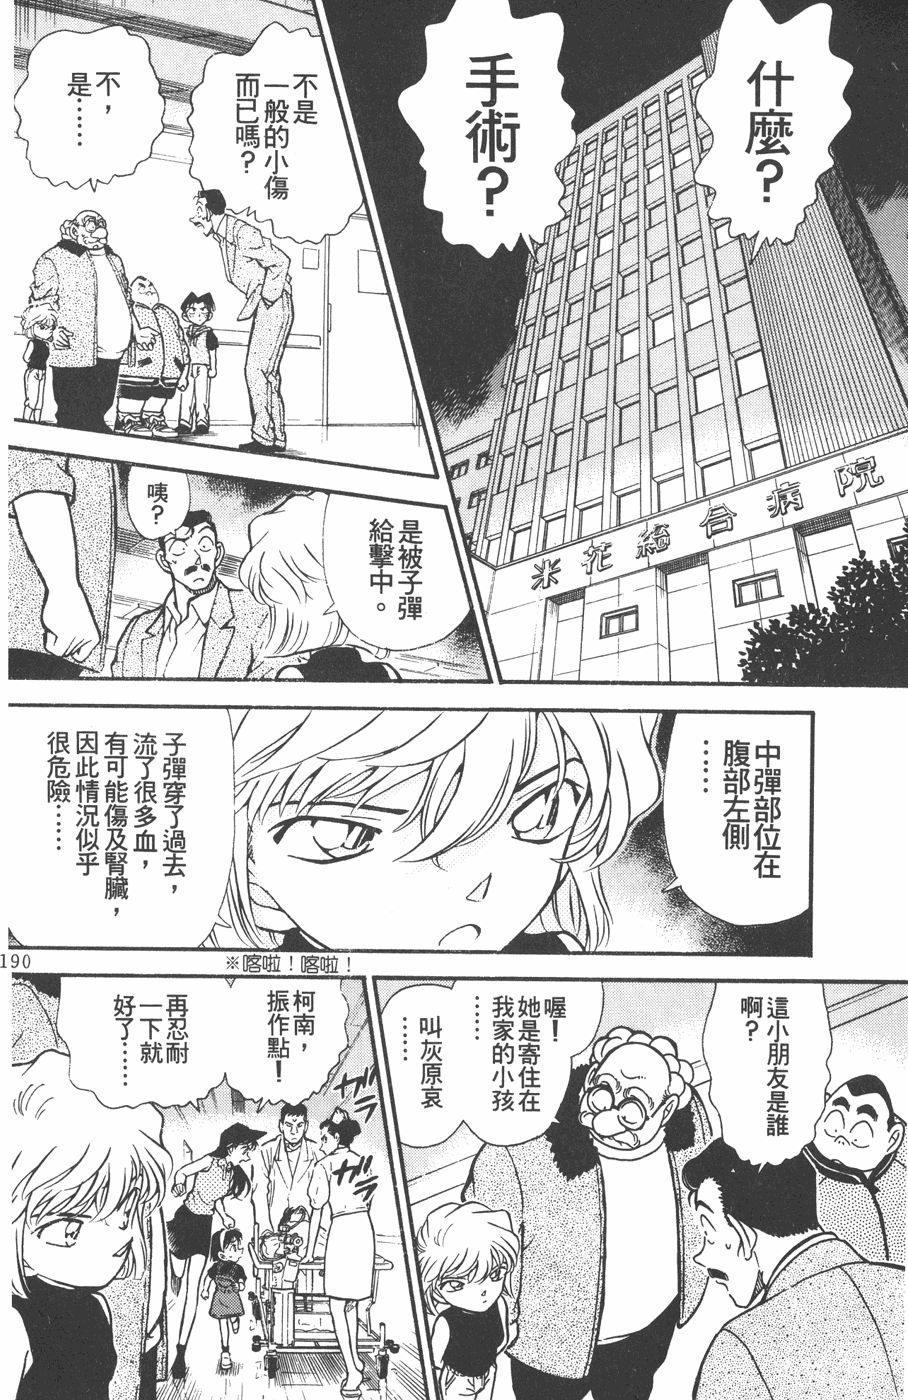 什麼？
手術？
米花総合病院
不是
一般的小傷
而已嗎？
不，
是……
是被子彈
給擊中。
咦？
中彈部位在
腹部左側
……
子彈穿了過去，
流了很多血，
有可能傷及腎臟，
因此情況似乎
很危險……
190
※喀啦！喀啦！
這小朋友是誰
啊？
喔！
她是寄住在
我家的小孩
……
叫灰原哀
……
柯南，
振作點！
再忍耐
一下就
好了……
ガラ
ガラ